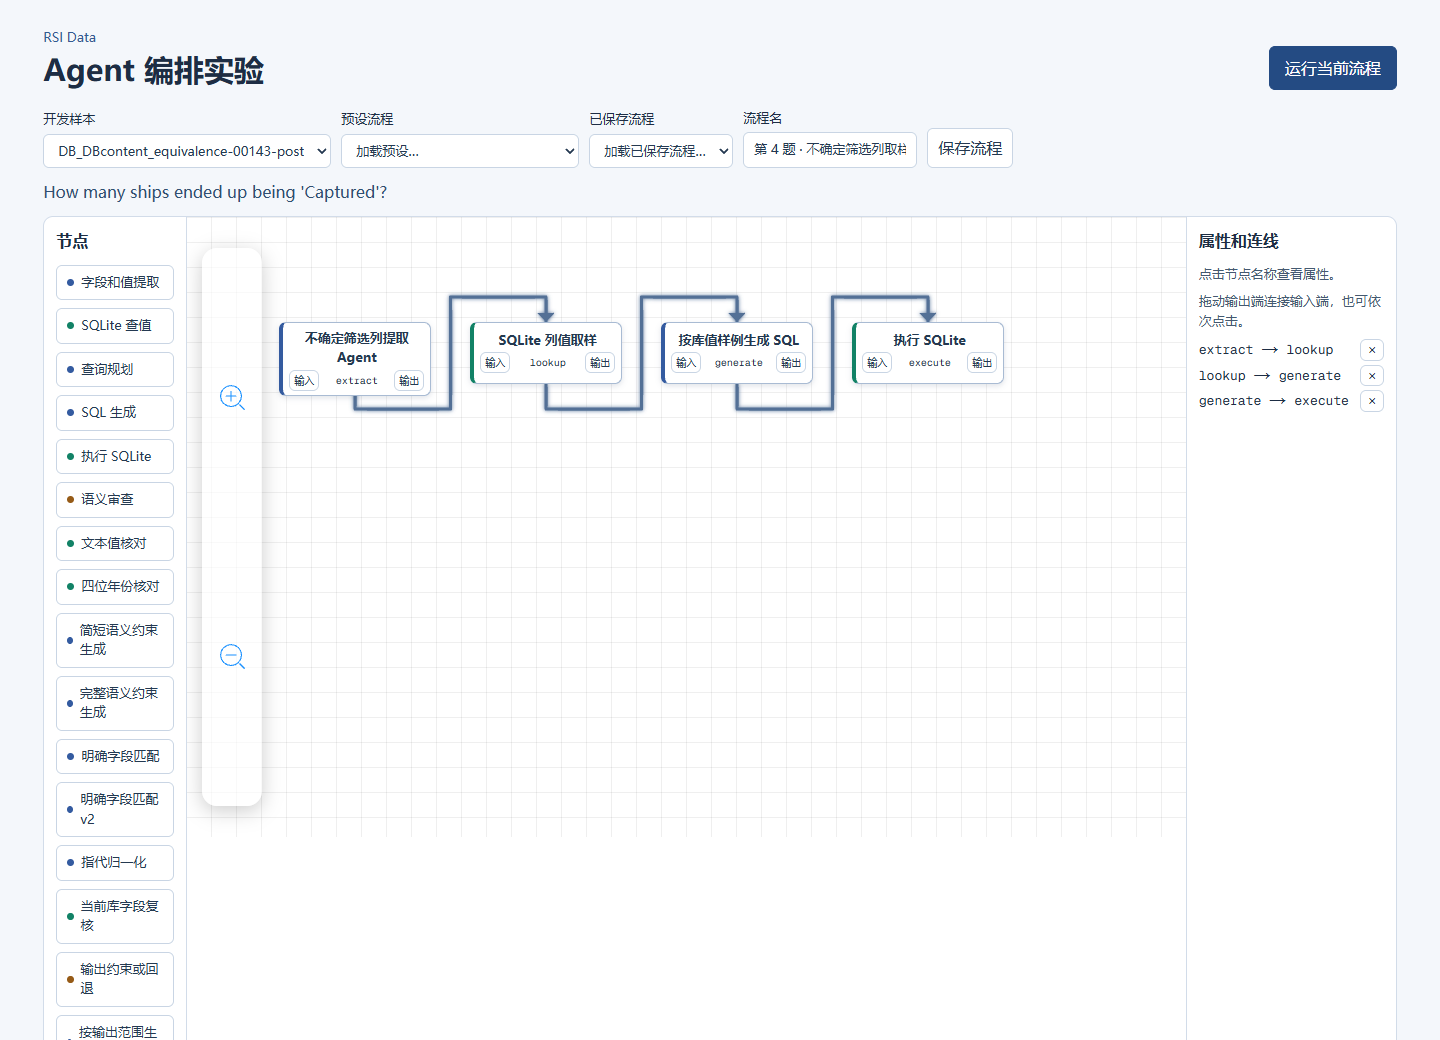 RSI Data
Agent 编排实验
运行当前流程
开发样本
预设流程
已保存流程
流程名
DB_DBcontent_equivalence-00143-post
加载预设...
加载已保存流程...
第 4 题 · 不确定筛选列取样
保存流程
How many ships ended up being 'Captured'?
节点
字段和值提取
SQLite 查值
查询规划
SQL 生成
执行 SQLite
语义审查
文本值核对
四位年份核对
简短语义约束
生成
完整语义约束
生成
明确字段匹配
明确字段匹配
v2
指代归一化
当前库字段复
核
输出约束或回
退
按输出范围生
不确定筛选列提取
Agent
输入
extract
输出
SQLite 列值取样
输入
lookup
输出
按库值样例生成 SQL
输入
generate
输出
执行 SQLite
输入
execute
输出
属性和连线
点击节点名称查看属性。
拖动输出端连接输入端，也可依
次点击。
extract → lookup ×
lookup → generate ×
generate → execute ×